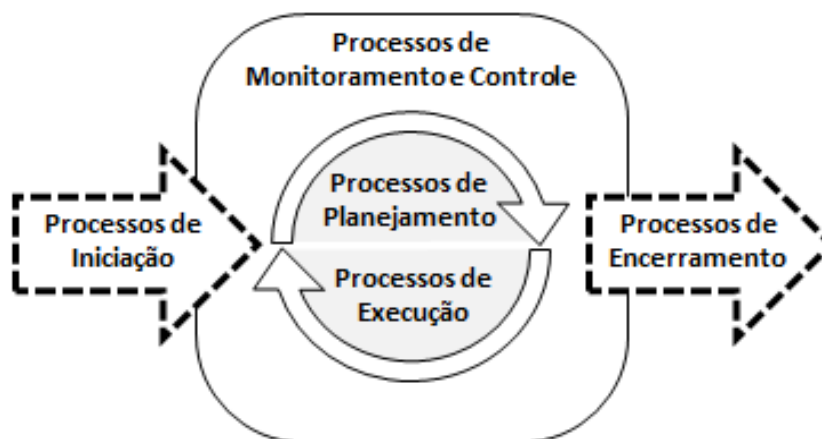 Processos de
Monitoramento e Controle
Processos de
Iniciação
Processos de
Planejamento
Processos de
Execução
Processos de
Encerramento